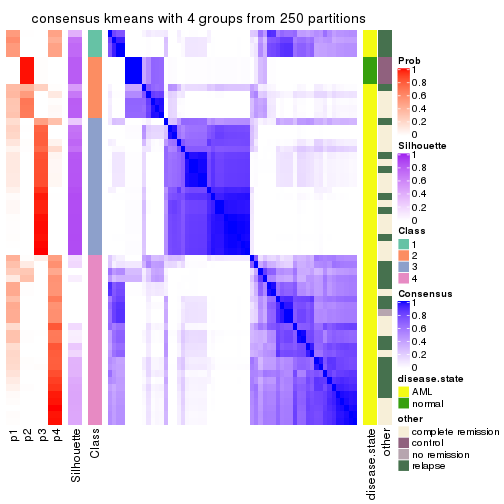 consensus kmeans with 4 groups from 250 partitions
p1
p2
p3
p4
Silhouette
Class
disease.state
other
Prob
1
0.8
0.6
0.4
0.2
0
Silhouette
1
0.8
0.6
0.4
0.2
0
Class
1
2
3
4
Consensus
1
0.8
0.6
0.4
0.2
0
disease.state
AML
normal
other
complete remission
control
no remission
relapse